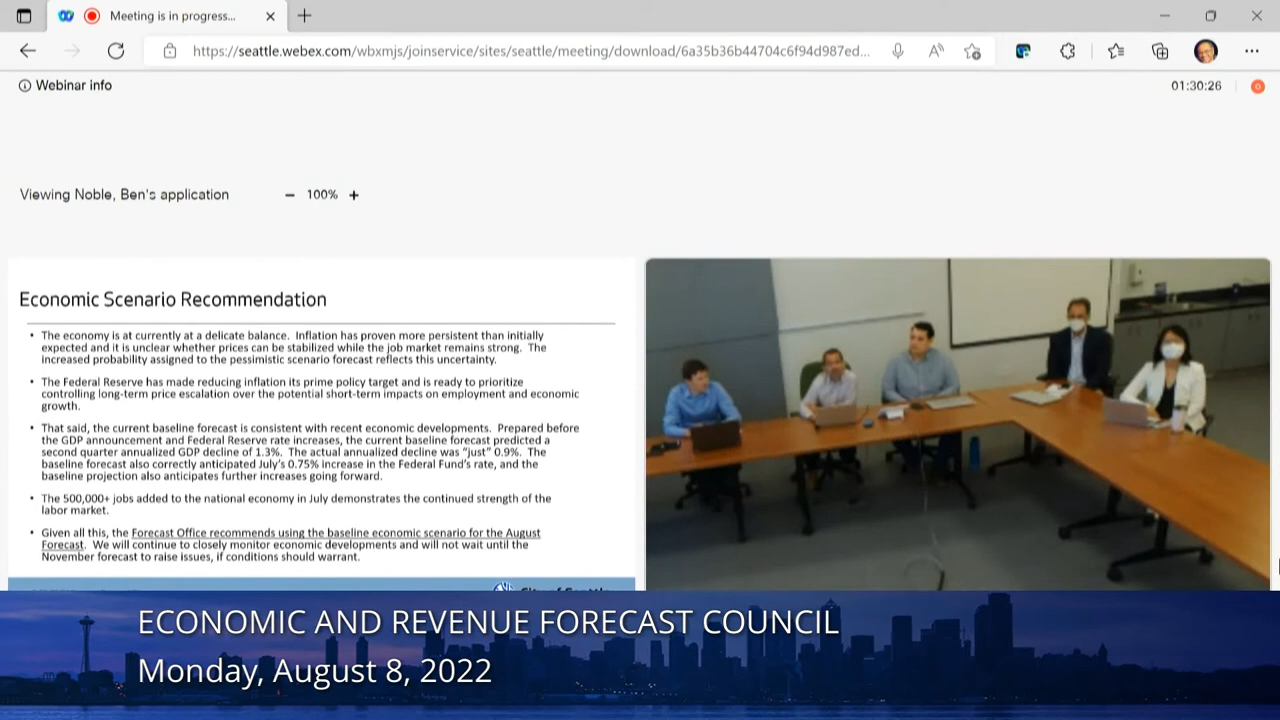 Meeting is in progress...
https://seattle.webex.com/wbxmjs/joinservice/sites/seattle/meeting/download/6a35b36b44704c6f94d987ed...
Webinar info
01:30:26
Viewing Noble, Ben's application
− 100% +
Economic Scenario Recommendation
• The economy is at currently at a delicate balance. Inflation has proven more persistent than initially
expected and it is unclear whether prices can be stabilized while the job market remains strong. The
increased probability assigned to the pessimistic scenario forecast reflects this uncertainty.
• The Federal Reserve has made reducing inflation its prime policy target and is ready to prioritize
controlling long-term price escalation over the potential short-term impacts on employment and economic
growth.
• That said, the current baseline forecast is consistent with recent economic developments. Prepared before
the GDP announcement and Federal Reserve rate increases, the current baseline forecast predicted a
second quarter annualized GDP decline of 1.3%. The actual annualized decline was "just" 0.9%. The
baseline forecast also correctly anticipated July's 0.75% increase in the Federal Fund's rate, and the
baseline projection also anticipates further increases going forward.
• The 500,000+ jobs added to the national economy in July demonstrates the continued strength of the
labor market.
• Given all this, the Forecast Office recommends using the baseline economic scenario for the August
Forecast. We will continue to closely monitor economic developments and will not wait until the
November forecast to raise issues, if conditions should warrant.
ECONOMIC AND REVENUE FORECAST COUNCIL
Monday, August 8, 2022